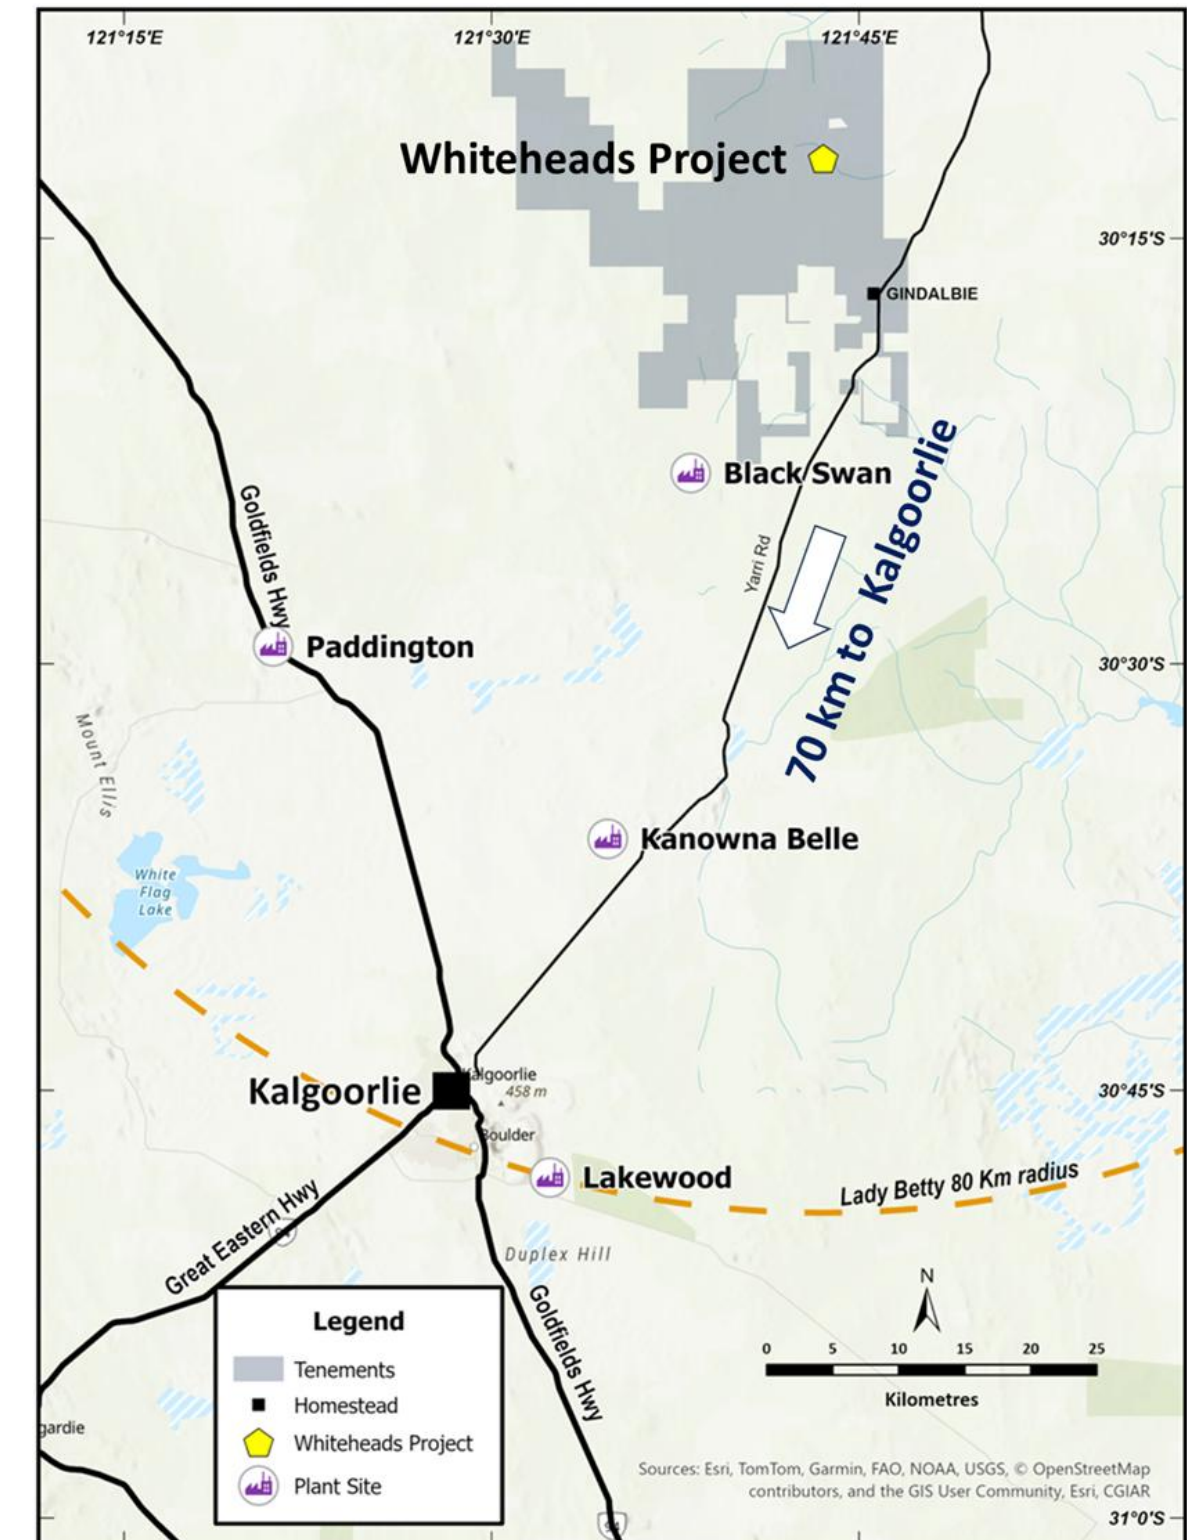 121°15'E
121°30'E
121°45'E
Whiteheads Project
30°15'S
GINDALBIE
Black Swan
70 km to Kalgoorlie
Goldfields Hwy
Yarri Rd
Paddington
30°30'S
Mount Ellis
Kanowna Belle
White
Flag
Lake
Kalgoorlie
Kalgoorlie
458 m
30°45'S
Boulder
Lakewood
Lady Betty 80 Km radius
Great Eastern Hwy
94
Duplex Hill
Goldfields Hwy
N
0 5 10 15 20 25
Kilometres
Legend
Tenements
Homestead
Whiteheads Project
Plant Site
gardie
Sources: Esri, TomTom, Garmin, FAO, NOAA, USGS, © OpenStreetMap
contributors, and the GIS User Community, Esri, CGIAR
94
31°0'S